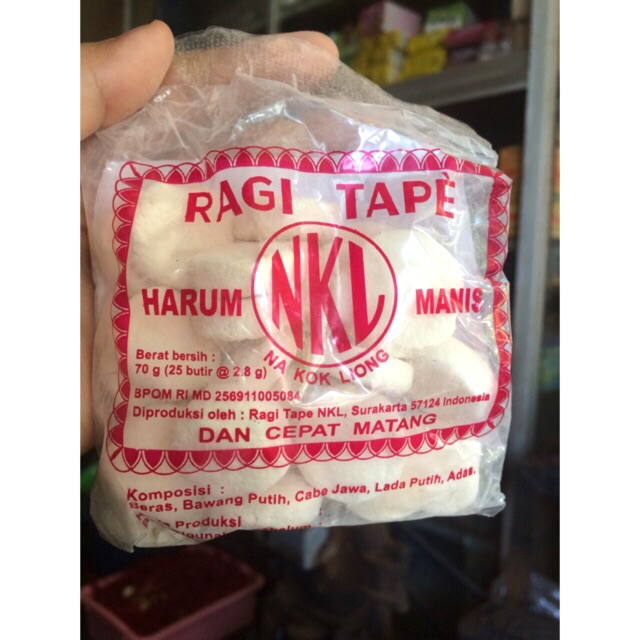 RAGI TAPÈ
HARUM NKL MANIS
NA KOK LIONG
Berat bersih :
70 g (25 butir @ 2.8 g)
BPOM RI MD 256911005084
Diproduksi oleh : Ragi Tape NKL, Surakarta 57124 Indonesia
DAN CEPAT MATANG
Komposisi :
Beras, Bawang Putih, Cabe Jawa, Lada Putih, Adas.
Produksi